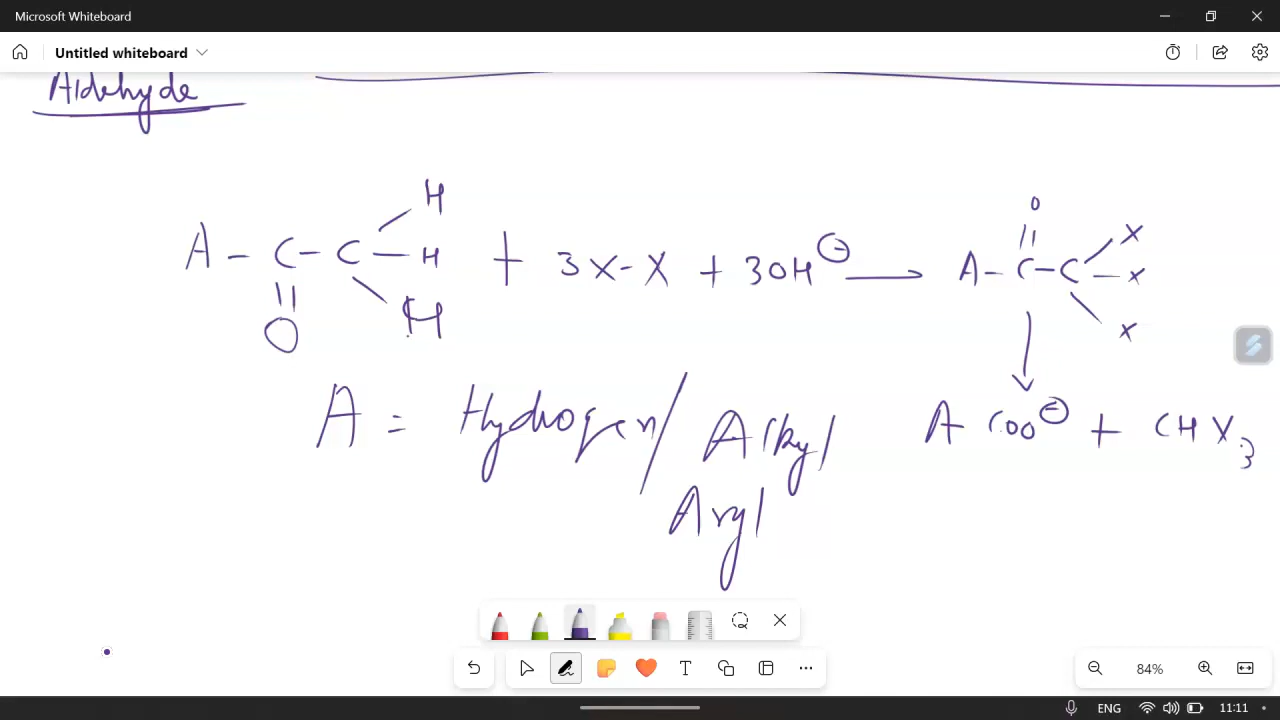 Microsoft Whiteboard
Untitled whiteboard
Aldehyde
H
A - C - C - H + 3X-X + 3OH⊖ → A - C - C - X
O
H
O
X
X
A = Hydrogen/ Alkyl/
Aryl
A COO⊖ + CHX3
T
84%
ENG 11:11